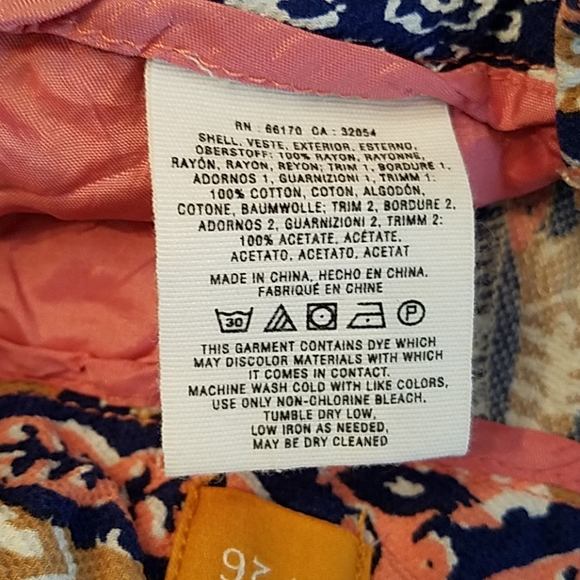 RN : 66170 CA : 32054
SHELL, VESTE, EXTERIOR, ESTERNO,
OBERSTOFF: 100% RAYON, RAYONNE,
RAYÓN, RAYON, REYON; TRIM 1, BORDURE 1,
ADORNOS 1, GUARNIZIONI 1, TRIMM 1:
100% COTTON, COTON, ALGODÓN,
COTONE, BAUMWOLLE; TRIM 2, BORDURE 2,
ADORNOS 2, GUARNIZIONI 2, TRIMM 2:
100% ACETATE, ACÉTATE,
ACETATO, ACETATO, ACETAT
MADE IN CHINA, HECHO EN CHINA,
FABRIQUÉ EN CHINE
30 P
THIS GARMENT CONTAINS DYE WHICH
MAY DISCOLOR MATERIALS WITH WHICH
IT COMES IN CONTACT.
MACHINE WASH COLD WITH LIKE COLORS,
USE ONLY NON-CHLORINE BLEACH,
TUMBLE DRY LOW,
LOW IRON AS NEEDED,
MAY BE DRY CLEANED